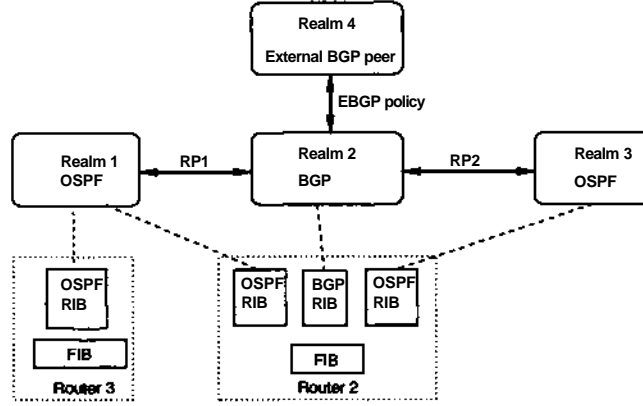 Realm 4
External BGP peer
EBGP policy
Realm 1
OSPF
RP1
Realm 2
BGP
RP2
Realm 3
OSPF
OSPF
RIB
FIB
Router 3
OSPF
RIB
BGP
RIB
OSPF
RIB
FIB
Router 2